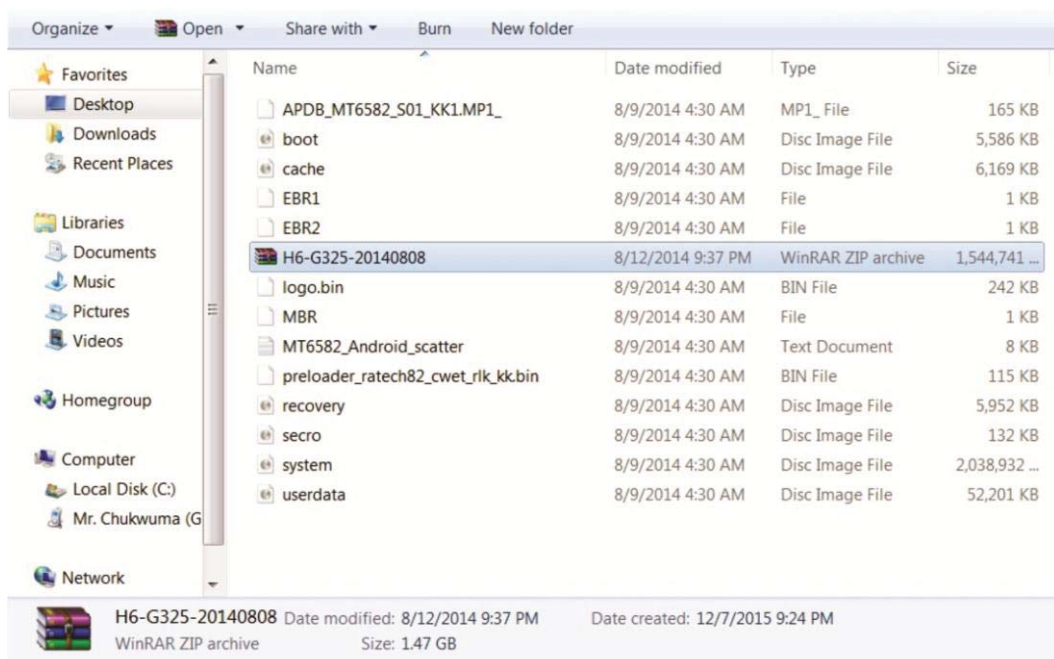 Organize Open Share with Burn New folder
Favorites
Desktop
Downloads
Recent Places
Libraries
Documents
Music
Pictures
Videos
Homegroup
Computer
Local Disk (C:)
Mr. Chukwuma (G
Network
Name Date modified Type Size
APDB_MT6582_S01_KK1.MP1_ 8/9/2014 4:30 AM MP1_ File 165 KB
boot 8/9/2014 4:30 AM Disc Image File 5,586 KB
cache 8/9/2014 4:30 AM Disc Image File 6,169 KB
EBR1 8/9/2014 4:30 AM File 1 KB
EBR2 8/9/2014 4:30 AM File 1 KB
H6-G325-20140808 8/12/2014 9:37 PM WinRAR ZIP archive 1,544,741 ...
logo.bin 8/9/2014 4:30 AM BIN File 242 KB
MBR 8/9/2014 4:30 AM File 1 KB
MT6582_Android_scatter 8/9/2014 4:30 AM Text Document 8 KB
preloader_ratech82_cwet_rlk_kk.bin 8/9/2014 4:30 AM BIN File 115 KB
recovery 8/9/2014 4:30 AM Disc Image File 5,952 KB
secro 8/9/2014 4:30 AM Disc Image File 132 KB
system 8/9/2014 4:30 AM Disc Image File 2,038,932 ...
userdata 8/9/2014 4:30 AM Disc Image File 52,201 KB
H6-G325-20140808 Date modified: 8/12/2014 9:37 PM Date created: 12/7/2015 9:24 PM
WinRAR ZIP archive Size: 1.47 GB